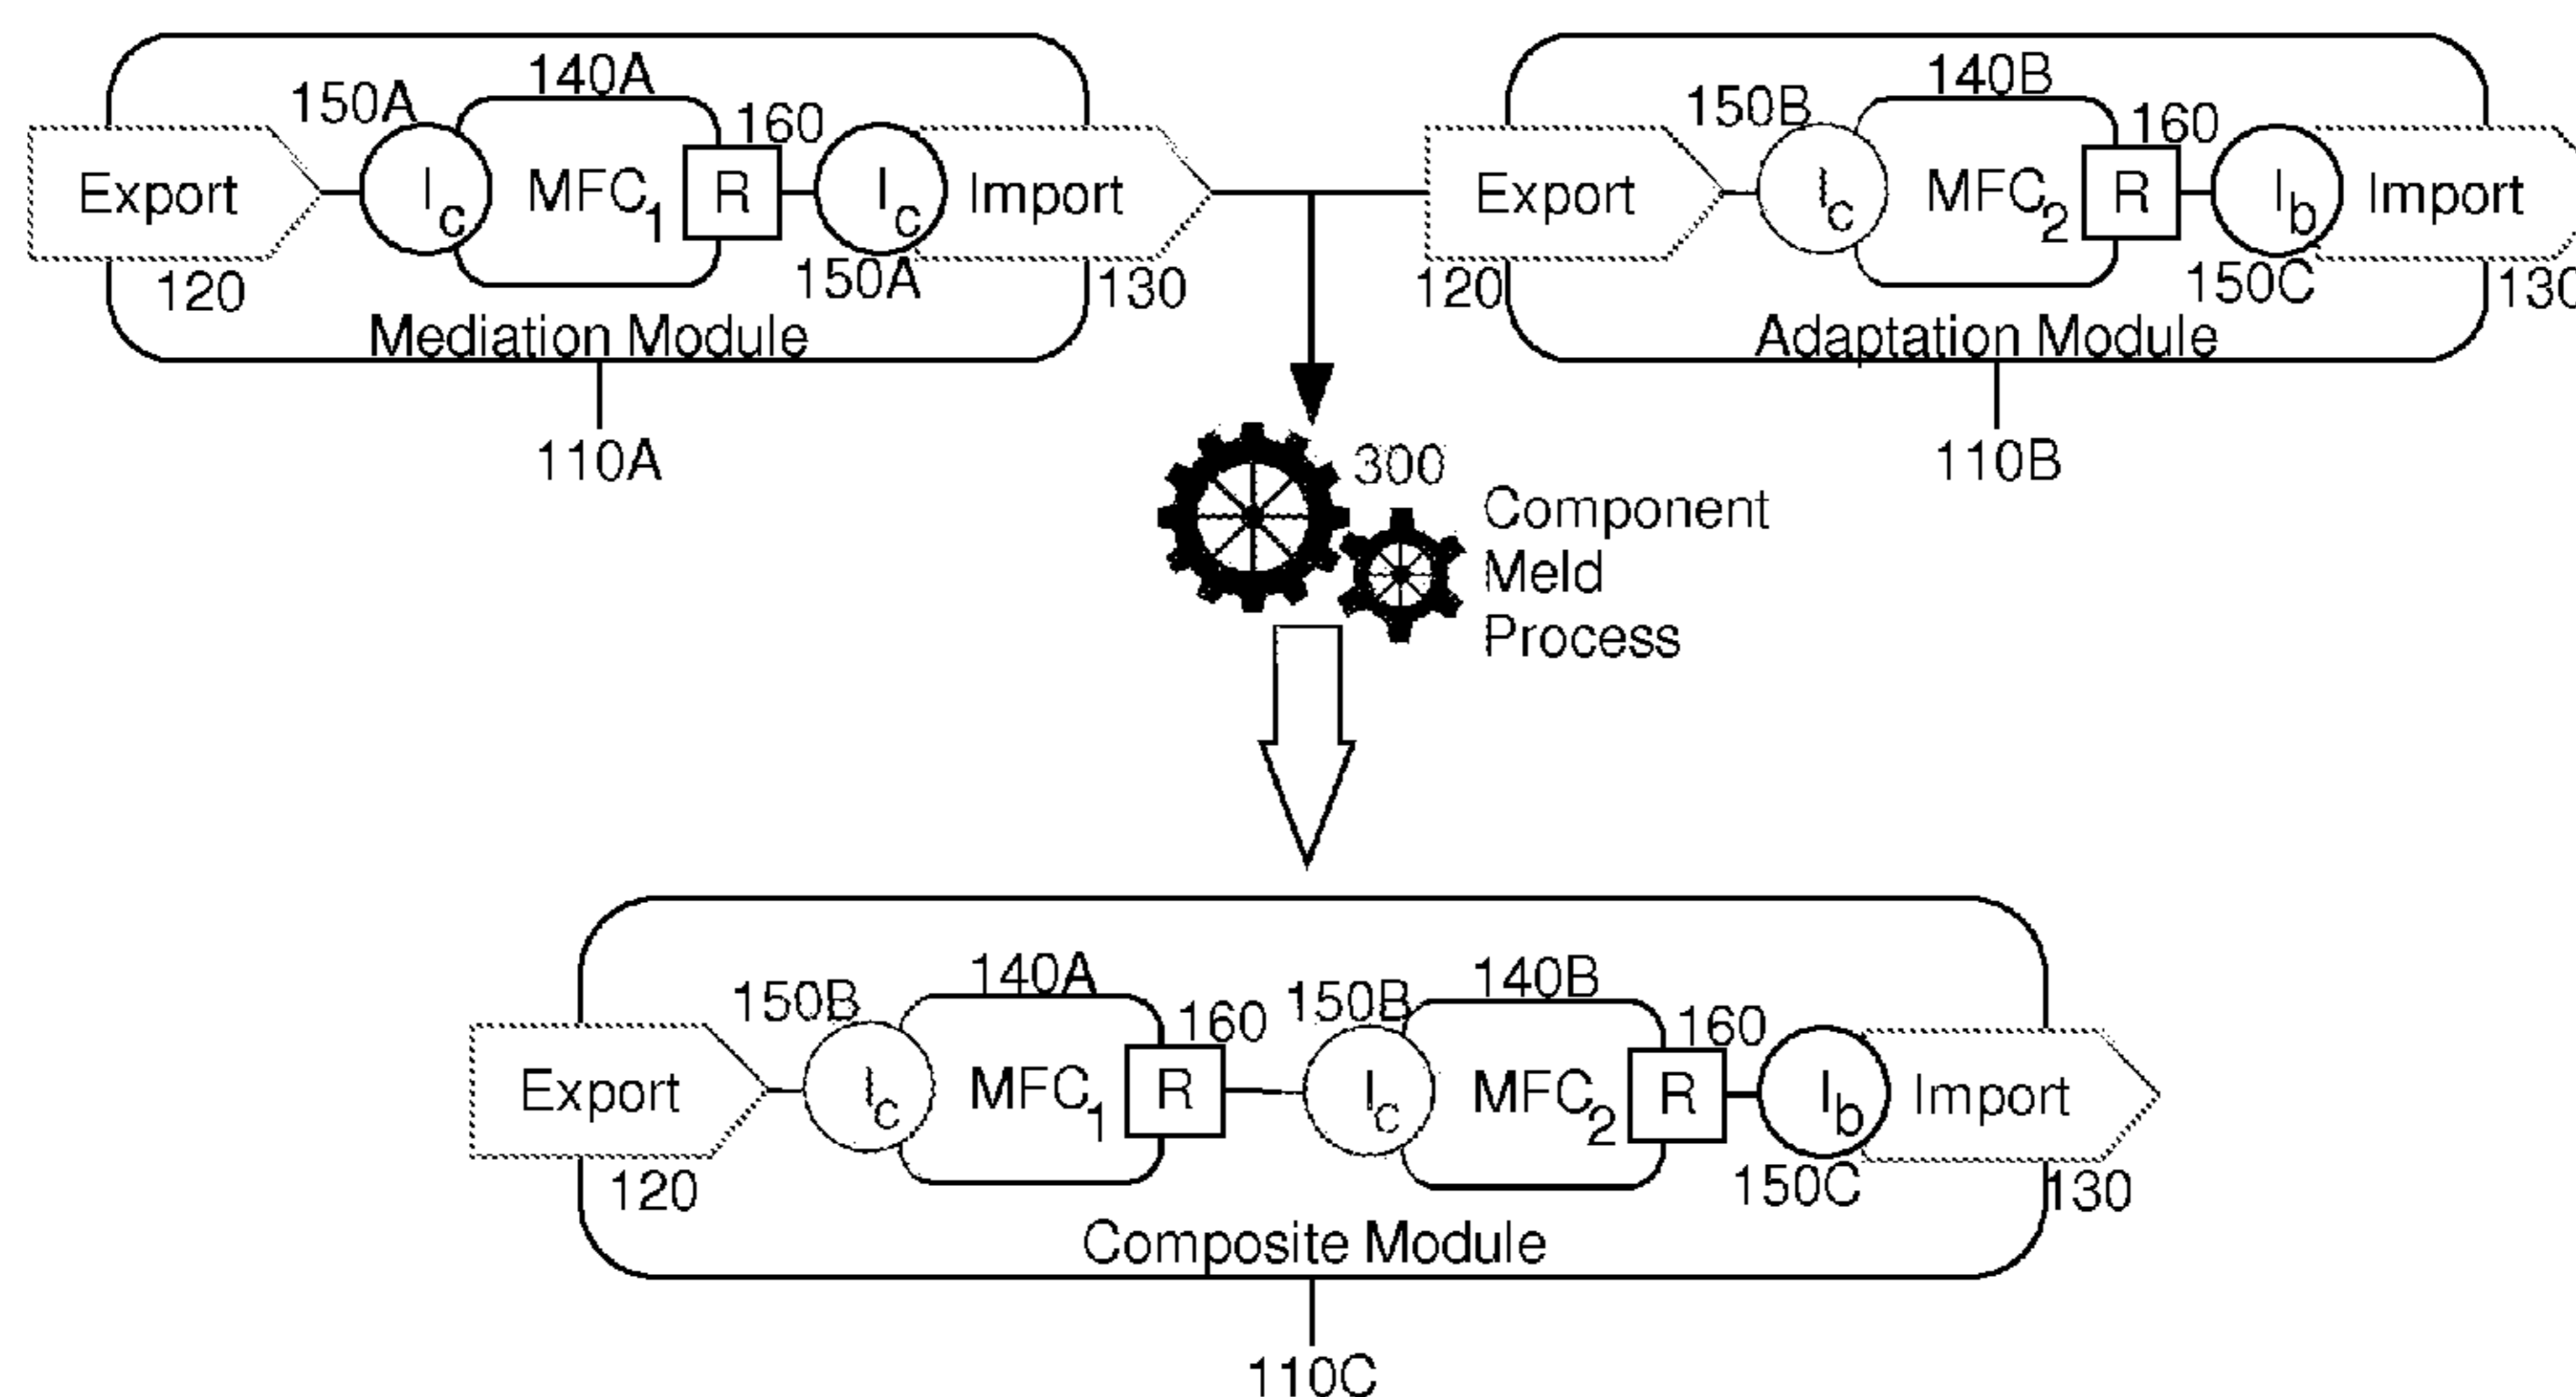 140A
150A
160
Export
Ic
MFC1
R
Ic
Import
120
150A
130
Mediation Module
110A
140B
150B
160
Export
Ic
MFC2
R
Ib
Import
120
150C
130
Adaptation Module
110B
300
Component
Meld
Process
140A
140B
150B
160
150B
160
Export
Ic
MFC1
R
Ic
MFC2
R
Ib
Import
120
150C
130
Composite Module
110C